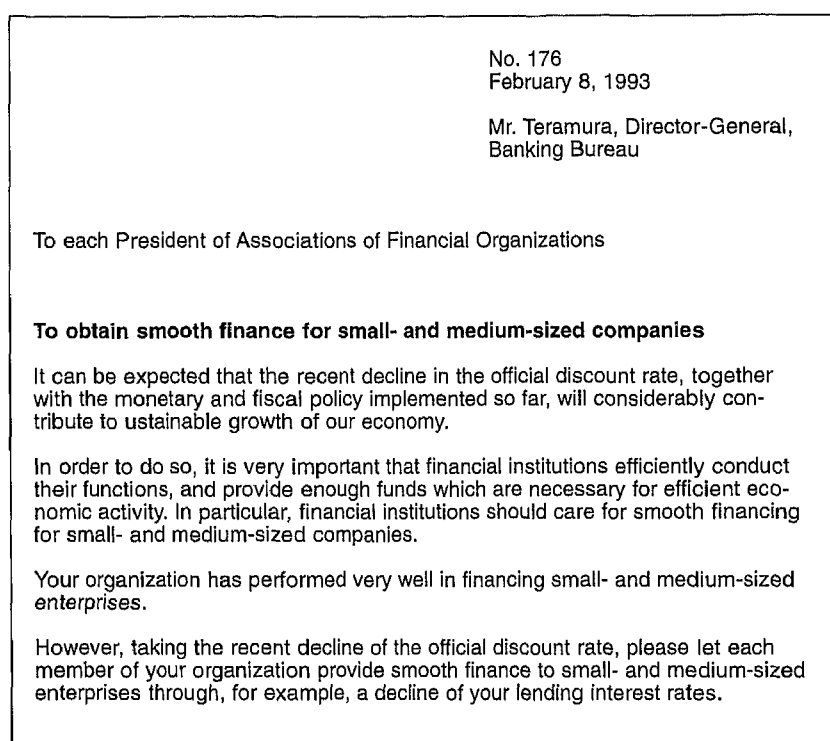 No. 176
February 8, 1993
Mr. Teramura, Director-General,
Banking Bureau
To each President of Associations of Financial Organizations
To obtain smooth finance for small- and medium-sized companies
It can be expected that the recent decline in the official discount rate, together
with the monetary and fiscal policy implemented so far, will considerably con-
tribute to ustainable growth of our economy.
In order to do so, it is very important that financial institutions efficiently conduct
their functions, and provide enough funds which are necessary for efficient eco-
nomic activity. In particular, financial institutions should care for smooth financing
for small- and medium-sized companies.
Your organization has performed very well in financing small- and medium-sized
enterprises.
However, taking the recent decline of the official discount rate, please let each
member of your organization provide smooth finance to small- and medium-sized
enterprises through, for example, a decline of your lending interest rates.